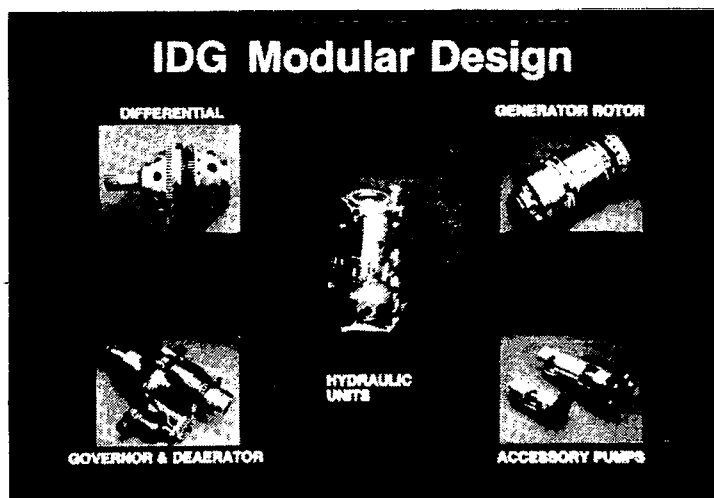 IDG Modular Design
DIFFERENTIAL
GENERATOR ROTOR
HYDRAULIC
UNITS
GOVERNOR & DEAERATOR
ACCESSORY PUMPS